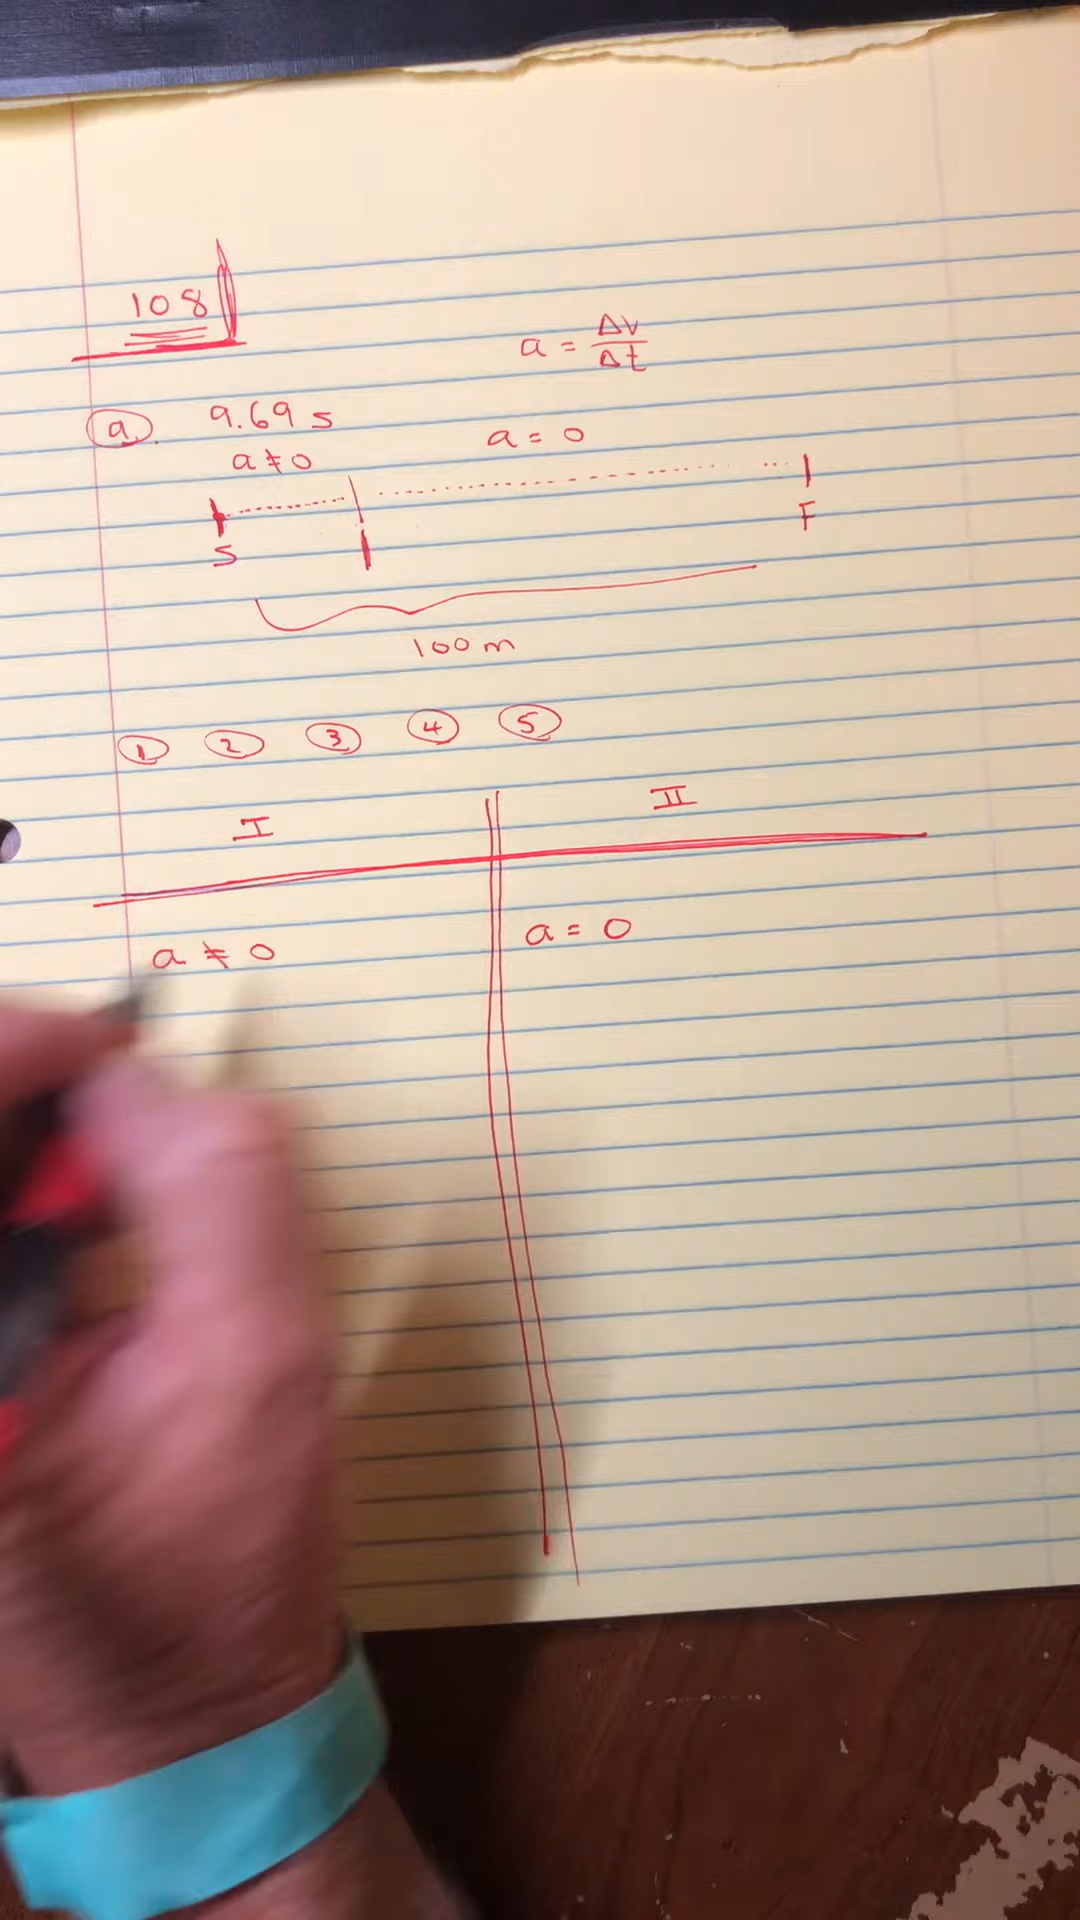 108
a = Δv/Δt
a. 9.69 s
a ≠ 0 a = 0
S F
100 m
1 2 3 4 5
I II
a ≠ 0 a = 0